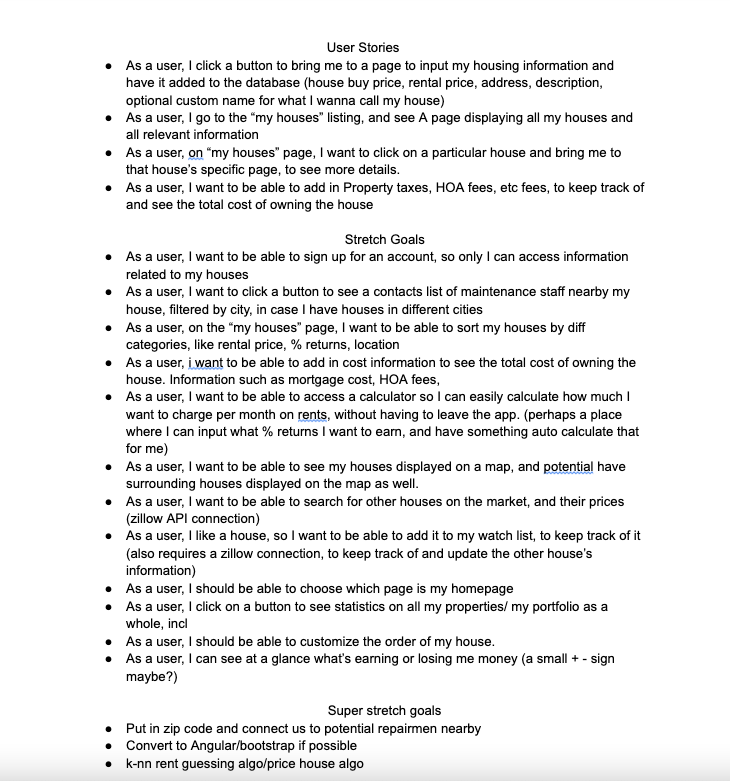 User Stories
● As a user, I click a button to bring me to a page to input my housing information and
have it added to the database (house buy price, rental price, address, description,
optional custom name for what I wanna call my house)
● As a user, I go to the “my houses” listing, and see A page displaying all my houses and
all relevant information
● As a user, on “my houses” page, I want to click on a particular house and bring me to
that house’s specific page, to see more details.
● As a user, I want to be able to add in Property taxes, HOA fees, etc fees, to keep track of
and see the total cost of owning the house
Stretch Goals
● As a user, I want to be able to sign up for an account, so only I can access information
related to my houses
● As a user, I want to click a button to see a contacts list of maintenance staff nearby my
house, filtered by city, in case I have houses in different cities
● As a user, on the “my houses” page, I want to be able to sort my houses by diff
categories, like rental price, % returns, location
● As a user, i want to be able to add in cost information to see the total cost of owning the
house. Information such as mortgage cost, HOA fees,
● As a user, I want to be able to access a calculator so I can easily calculate how much I
want to charge per month on rents, without having to leave the app. (perhaps a place
where I can input what % returns I want to earn, and have something auto calculate that
for me)
● As a user, I want to be able to see my houses displayed on a map, and potential have
surrounding houses displayed on the map as well.
● As a user, I want to be able to search for other houses on the market, and their prices
(zillow API connection)
● As a user, I like a house, so I want to be able to add it to my watch list, to keep track of it
(also requires a zillow connection, to keep track of and update the other house’s
information)
● As a user, I should be able to choose which page is my homepage
● As a user, I click on a button to see statistics on all my properties/ my portfolio as a
whole, incl
● As a user, I should be able to customize the order of my house.
● As a user, I can see at a glance what’s earning or losing me money (a small + - sign
maybe?)
Super stretch goals
● Put in zip code and connect us to potential repairmen nearby
● Convert to Angular/bootstrap if possible
● k-nn rent guessing algo/price house algo